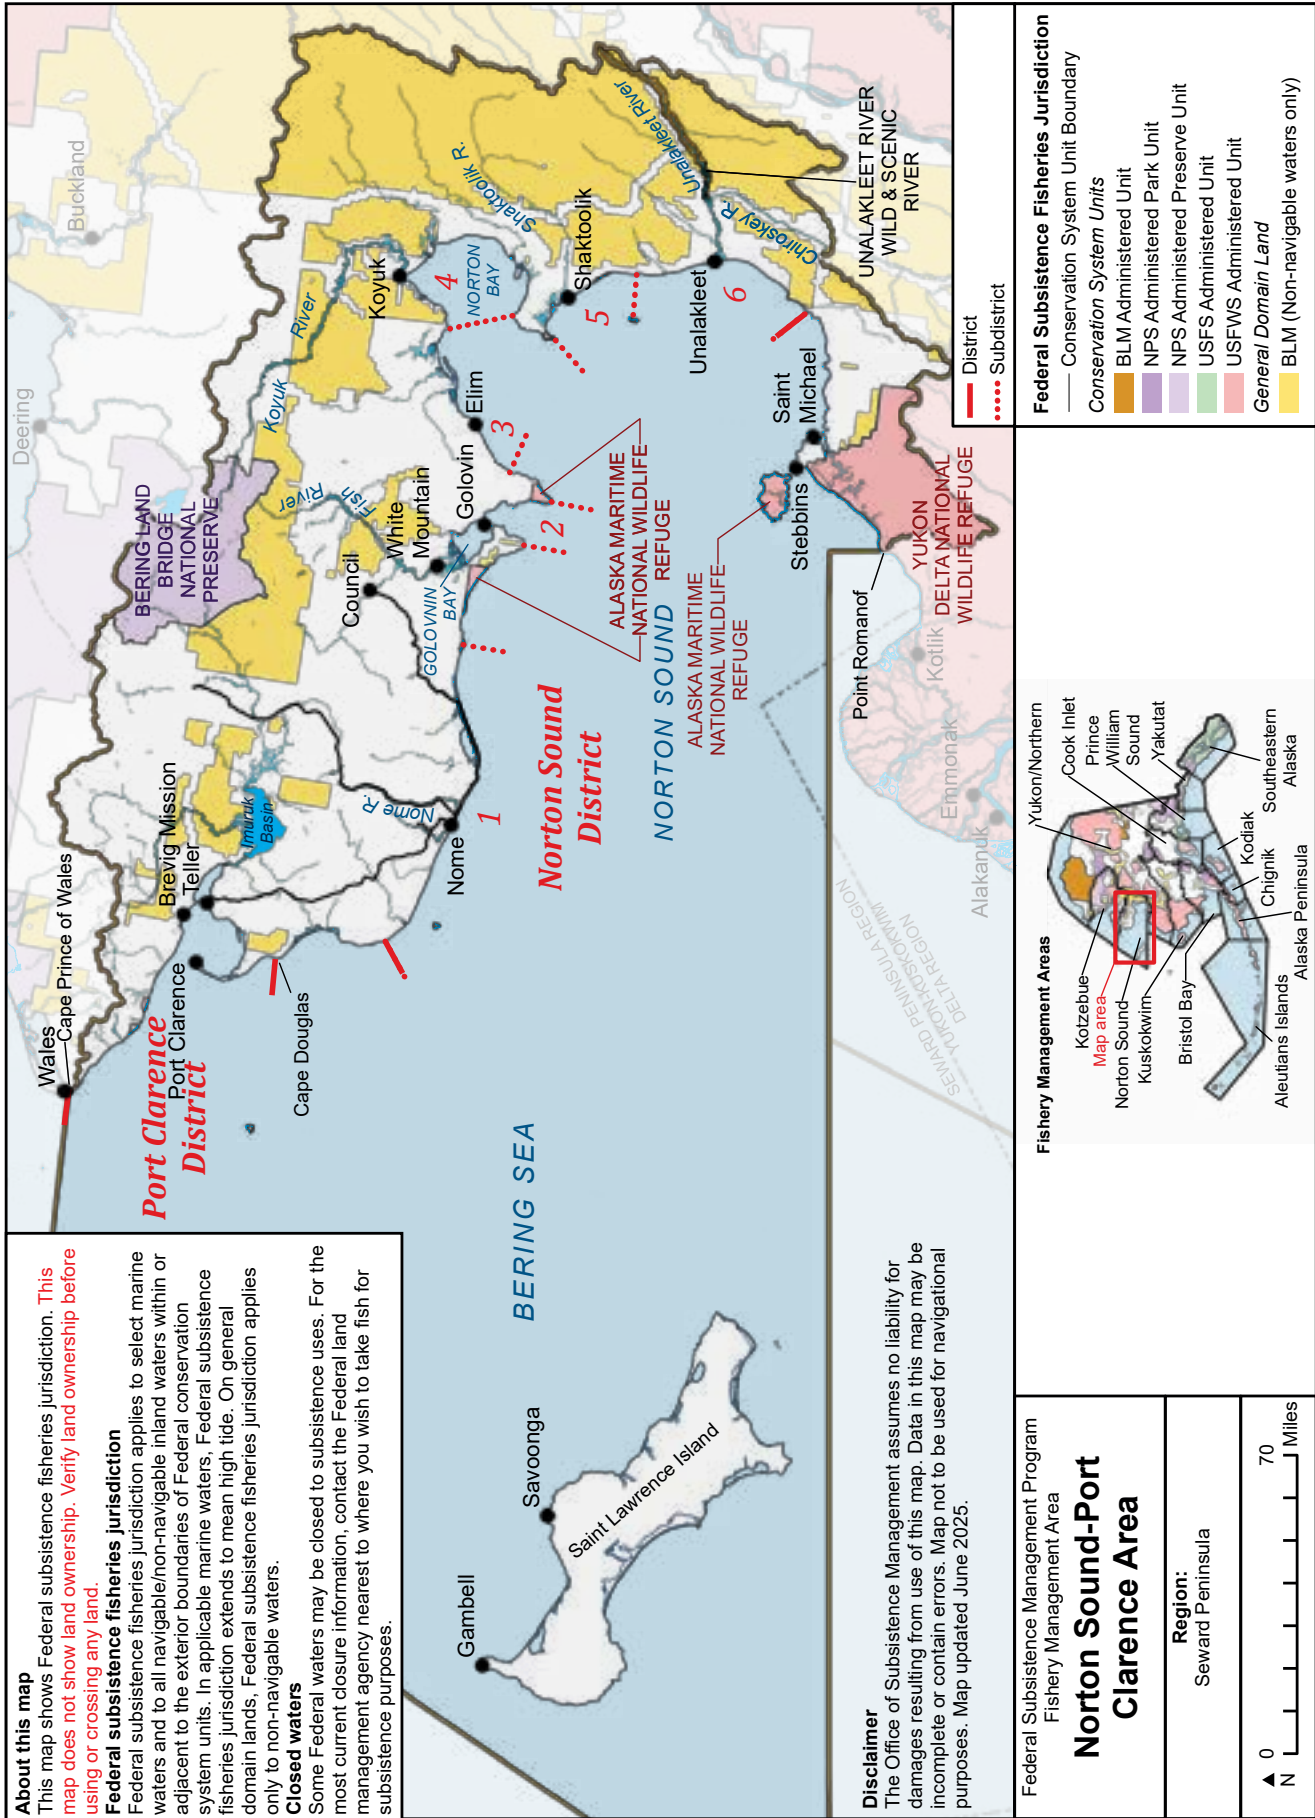 About this map
This map shows Federal subsistence fisheries jurisdiction. This
map does not show land ownership. Verify land ownership before
using or crossing any land.
Federal subsistence fisheries jurisdiction
Federal subsistence fisheries jurisdiction applies to select marine
waters and to all navigable/non-navigable inland waters within or
adjacent to the exterior boundaries of Federal conservation
system units. In applicable marine waters, Federal subsistence
fisheries jurisdiction extends to mean high tide. On general
domain lands, Federal subsistence fisheries jurisdiction applies
only to non-navigable waters.
Closed waters
Some Federal waters may be closed to subsistence uses. For the
most current closure information, contact the Federal land
management agency nearest to where you wish to take fish for
subsistence purposes.
Wales
Cape Prince of Wales
Port Clarence
District
Brevig Mission
Teller
Port Clarence
Cape Douglas
Imuruk
Basin
Nome R.
Nome
1
Norton Sound
District
BERING LAND
BRIDGE
NATIONAL
PRESERVE
Deering
Buckland
Council
Fish
River
White
Mountain
GOLOVNIN
BAY
Golovin
2
3
Elim
Koyuk
River
Koyuk
4
NORTON
BAY
Shaktoolik R.
Shaktoolik
5
Unalakleet River
Unalakleet
6
Chiroskey R.
UNALAKLEET RIVER
WILD & SCENIC
RIVER
ALASKA MARITIME
NATIONAL WILDLIFE
REFUGE
NORTON SOUND
ALASKA MARITIME
NATIONAL WILDLIFE
REFUGE
Saint
Michael
Stebbins
Point Romanof
YUKON
DELTA NATIONAL
WILDLIFE REFUGE
Kotlik
Emmonak
Alakanuk
SEWARD PENINSULA REGION
YUKON-KUSKOKWIM
DELTA REGION
BERING SEA
Gambell
Savoonga
Saint Lawrence Island
Disclaimer
The Office of Subsistence Management assumes no liability for
damages resulting from use of this map. Data in this map may be
incomplete or contain errors. Map not to be used for navigational
purposes. Map updated June 2025.
District
Subdistrict
Federal Subsistence Management Program
Fishery Management Area
Norton Sound-Port
Clarence Area
Region:
Seward Peninsula
N
0
70
Miles
Fishery Management Areas
Kotzebue
Map area
Norton Sound
Kuskokwim
Bristol Bay
Aleutians Islands
Yukon/Northern
Cook Inlet
Prince
William
Sound
Yakutat
Southeastern
Alaska
Kodiak
Chignik
Alaska Peninsula
Federal Subsistence Fisheries Jurisdiction
Conservation System Unit Boundary
Conservation System Units
BLM Administered Unit
NPS Administered Park Unit
NPS Administered Preserve Unit
USFS Administered Unit
USFWS Administered Unit
General Domain Land
BLM (Non-navigable waters only)